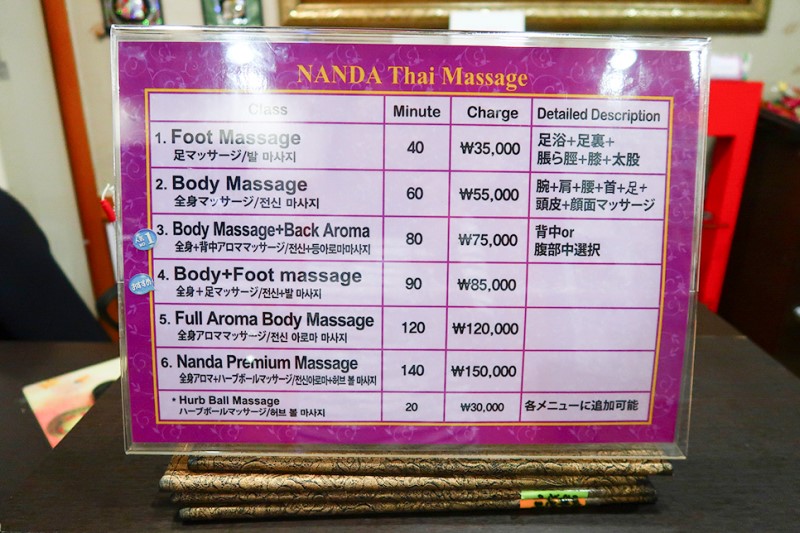 NANDA Thai Massage
Class Minute Charge Detailed Description
1. Foot Massage
足マッサージ/발 마사지
40 ₩35,000
足浴+足裏+
脹ら脛+膝+太股
2. Body Massage
全身マッサージ/전신 마사지
60 ₩55,000
腕+肩+腰+首+足+
頭皮+顔面マッサージ
3. Body Massage+Back Aroma
全身+背中アロママッサージ/전신+등아로마마사지
80 ₩75,000
背中or
腹部中選択
4. Body+Foot massage
全身+足マッサージ/전신+발 마사지
90 ₩85,000
5. Full Aroma Body Massage
全身アロママッサージ/전신 아로마 마사지
120 ₩120,000
6. Nanda Premium Massage
全身アロマ+ハーブボールマッサージ/전신아로마+허브 볼 마사지
140 ₩150,000
* Hurb Ball Massage
ハーブボールマッサージ/허브 볼 마사지
20 ₩30,000 各メニューに追加可能